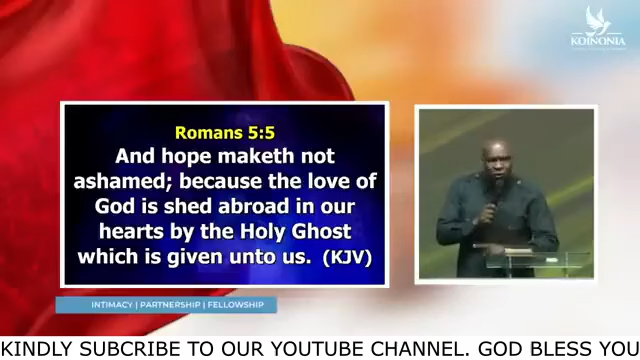 KOINONIA
Romans 5:5
And hope maketh not
ashamed; because the love of
God is shed abroad in our
hearts by the Holy Ghost
which is given unto us. (KJV)
INTIMACY | PARTNERSHIP | FELLOWSHIP
KINDLY SUBCRIBE TO OUR YOUTUBE CHANNEL. GOD BLESS YOU